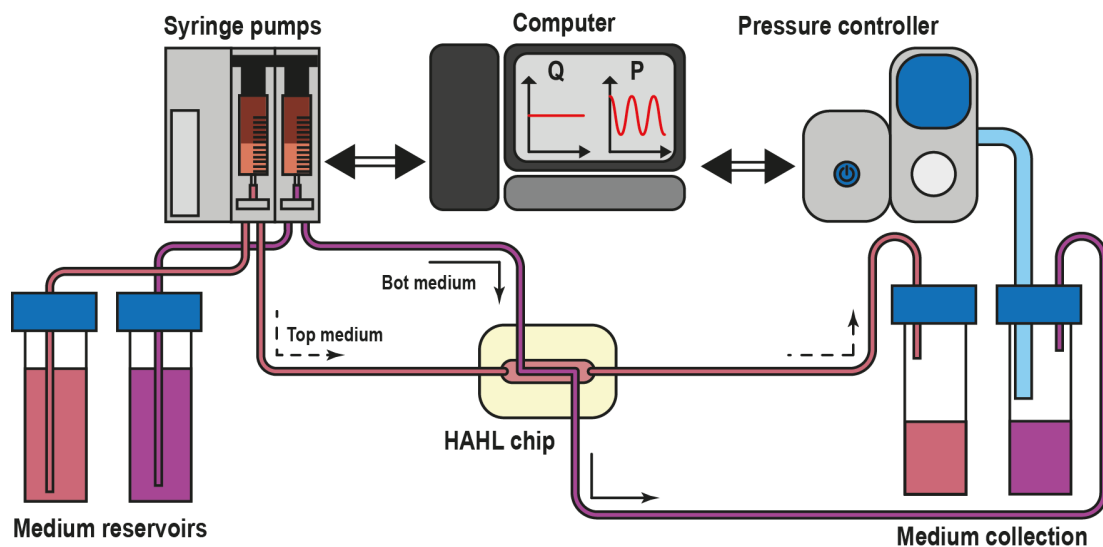 Syringe pumps
Computer
Pressure controller
Q
P
Bot medium
Top medium
HAHL chip
Medium reservoirs
Medium collection